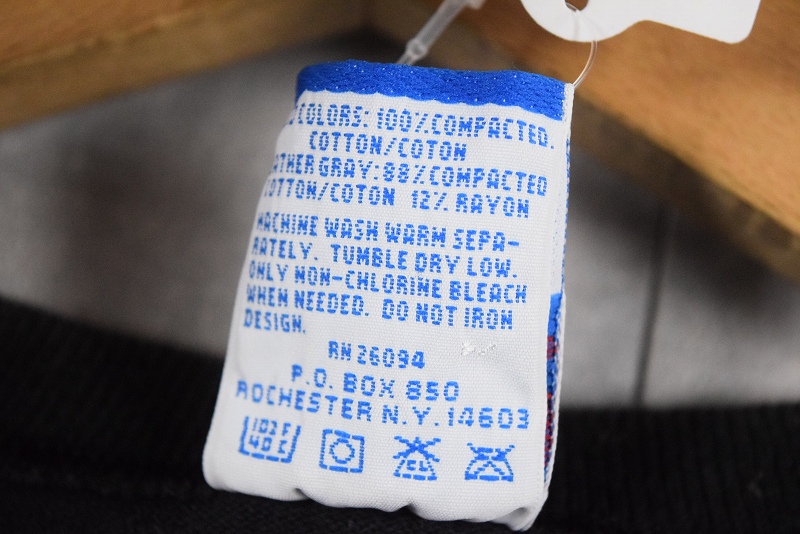 COLORS: 100% COMPACTED.
COTTON/COTON
ATHER GRAY: 88% COMPACTED
COTTON/COTON 12% RAYON
MACHINE WASH WARM SEPA-
RATELY. TUMBLE DRY LOW.
ONLY NON-CHLORINE BLEACH
WHEN NEEDED. DO NOT IRON
DESIGN.
RN 26094
P.O. BOX 850
ROCHESTER N.Y. 14603
102 F
40 C
CL